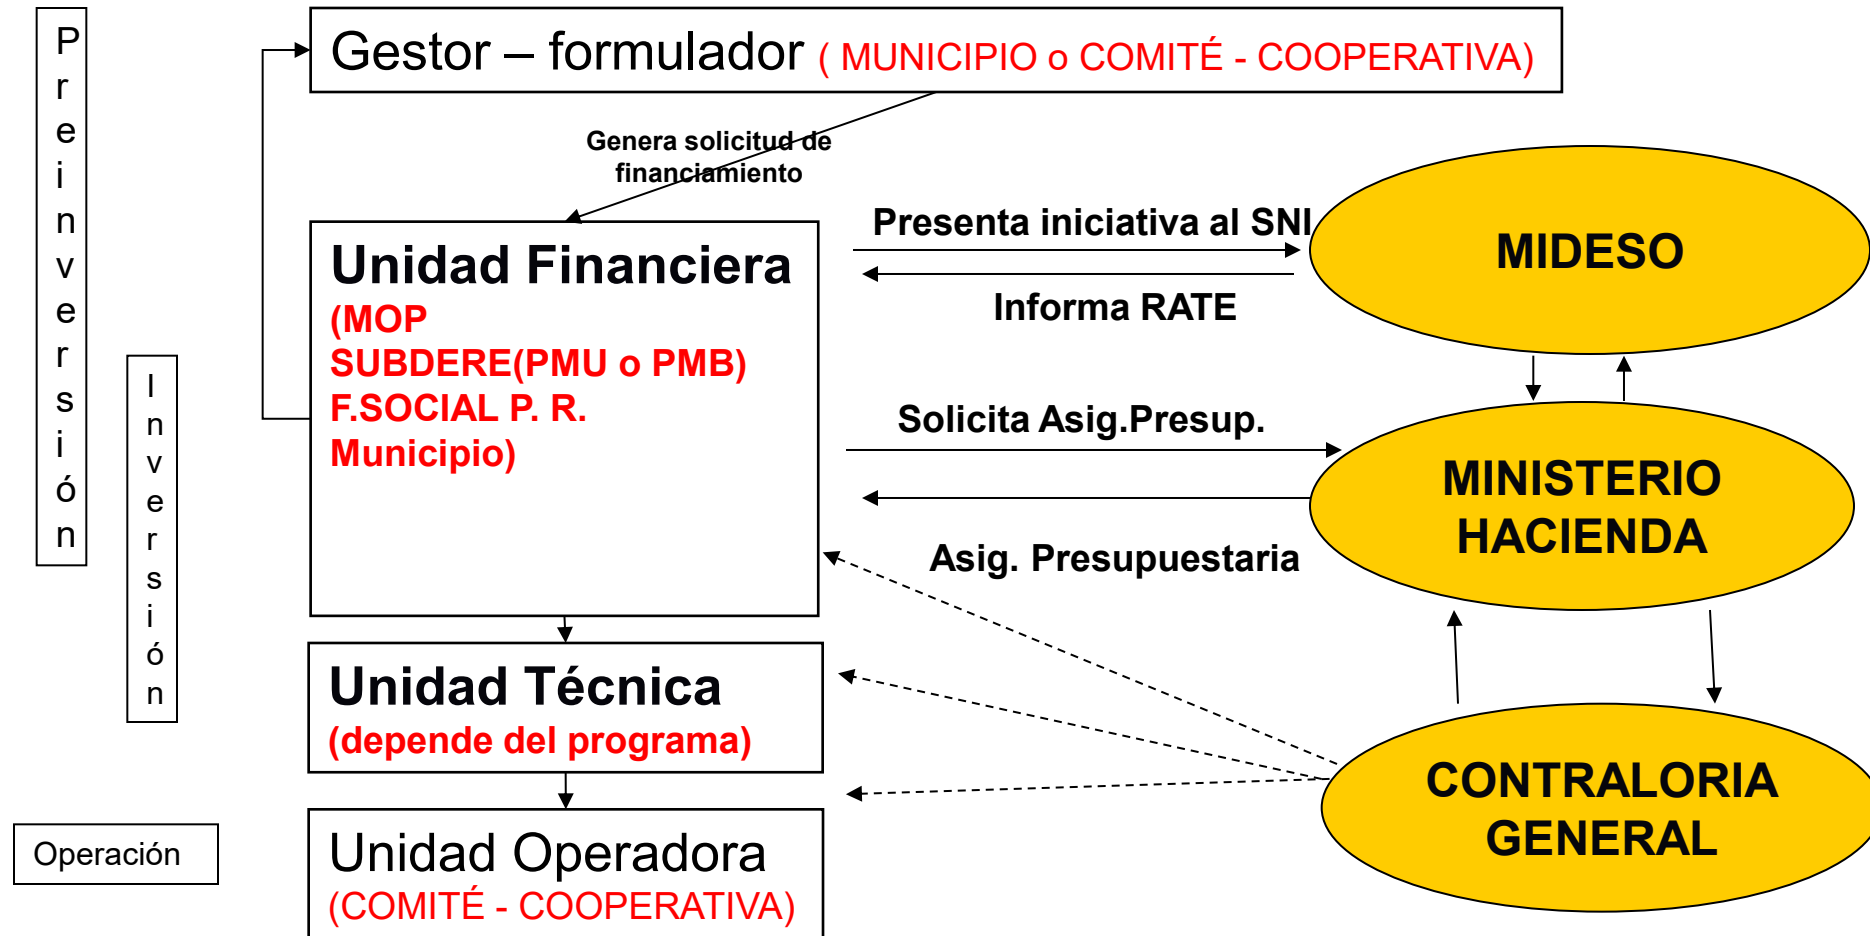 Preinversión
Gestor – formulador ( MUNICIPIO o COMITÉ - COOPERATIVA)
Genera solicitud de
financiamiento
Unidad Financiera
(MOP
SUBDERE(PMU o PMB)
F.SOCIAL P. R.
Municipio)
Presenta iniciativa al SNI
Informa RATE
MIDESO
Inversión
Solicita Asig.Presup.
Asig. Presupuestaria
MINISTERIO
HACIENDA
Unidad Técnica
(depende del programa)
CONTRALORIA
GENERAL
Operación
Unidad Operadora
(COMITÉ - COOPERATIVA)